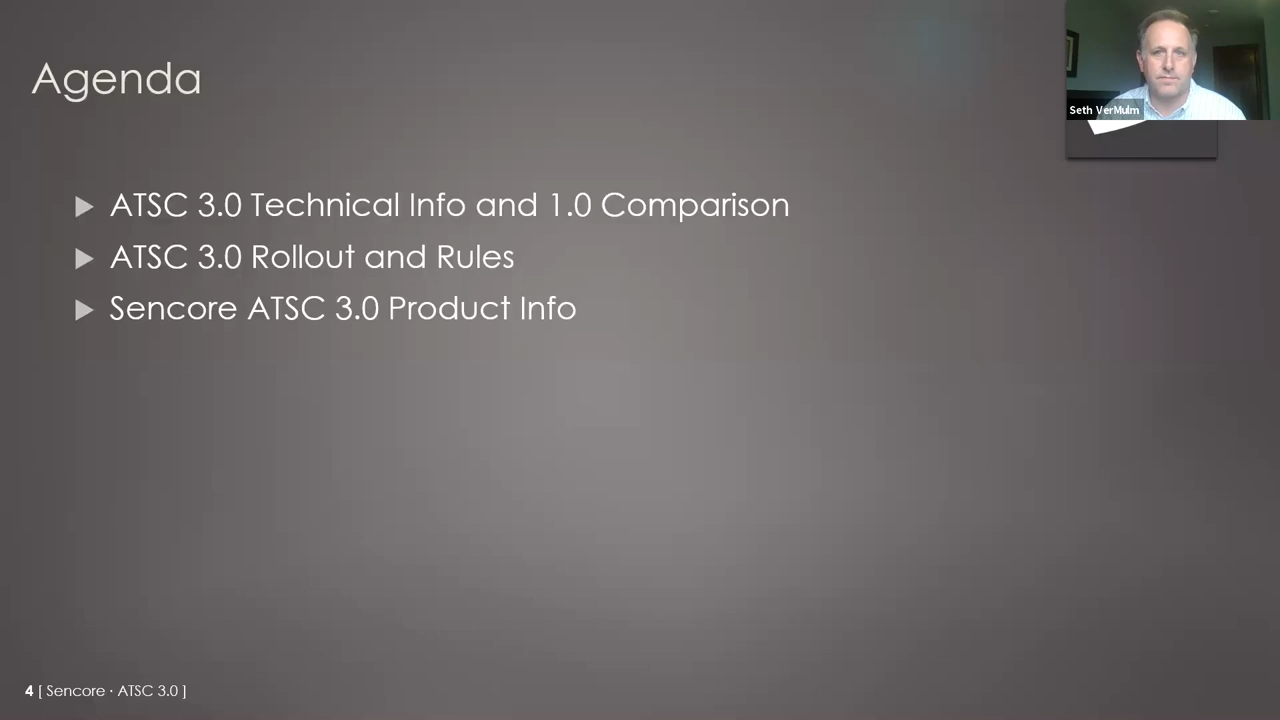 Agenda
Seth VerMulm
ATSC 3.0 Technical Info and 1.0 Comparison
ATSC 3.0 Rollout and Rules
Sencore ATSC 3.0 Product Info
4 [ Sencore · ATSC 3.0 ]